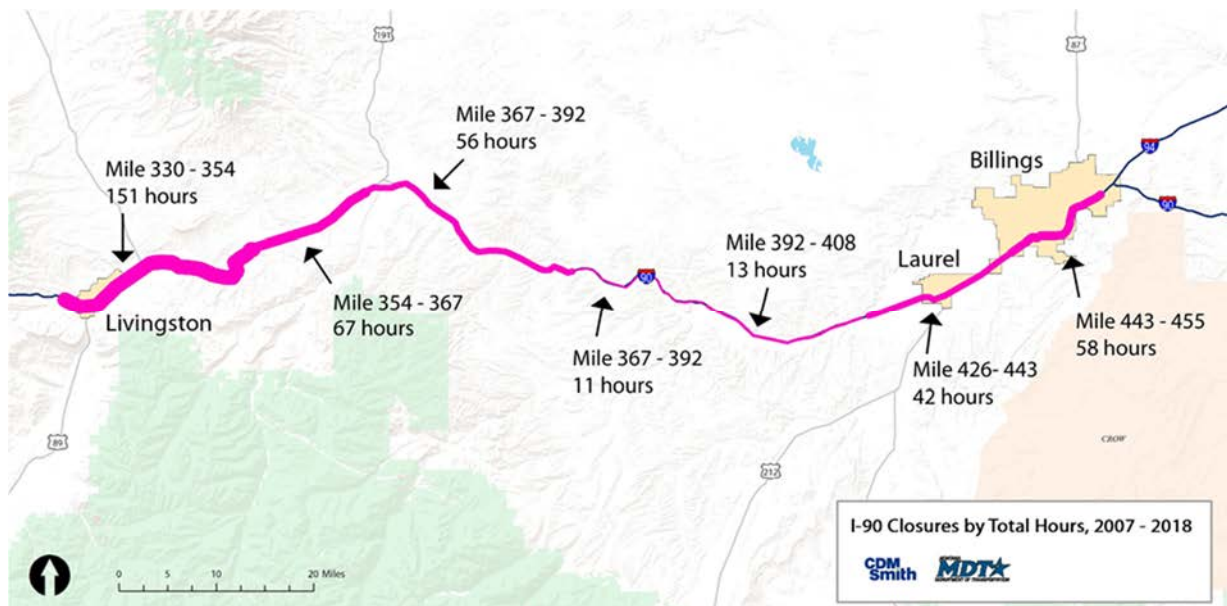 191
87
Mile 367 - 392
56 hours
94
Billings
Mile 330 - 354
151 hours
90
Mile 392 - 408
13 hours
Laurel
90
Livingston
Mile 354 - 367
67 hours
Mile 367 - 392
11 hours
Mile 443 - 455
58 hours
Mile 426- 443
42 hours
89
212
CROW
I-90 Closures by Total Hours, 2007 - 2018
CDM
Smith
MDT
DEPARTMENT OF TRANSPORTATION
0 5 10 20 Miles